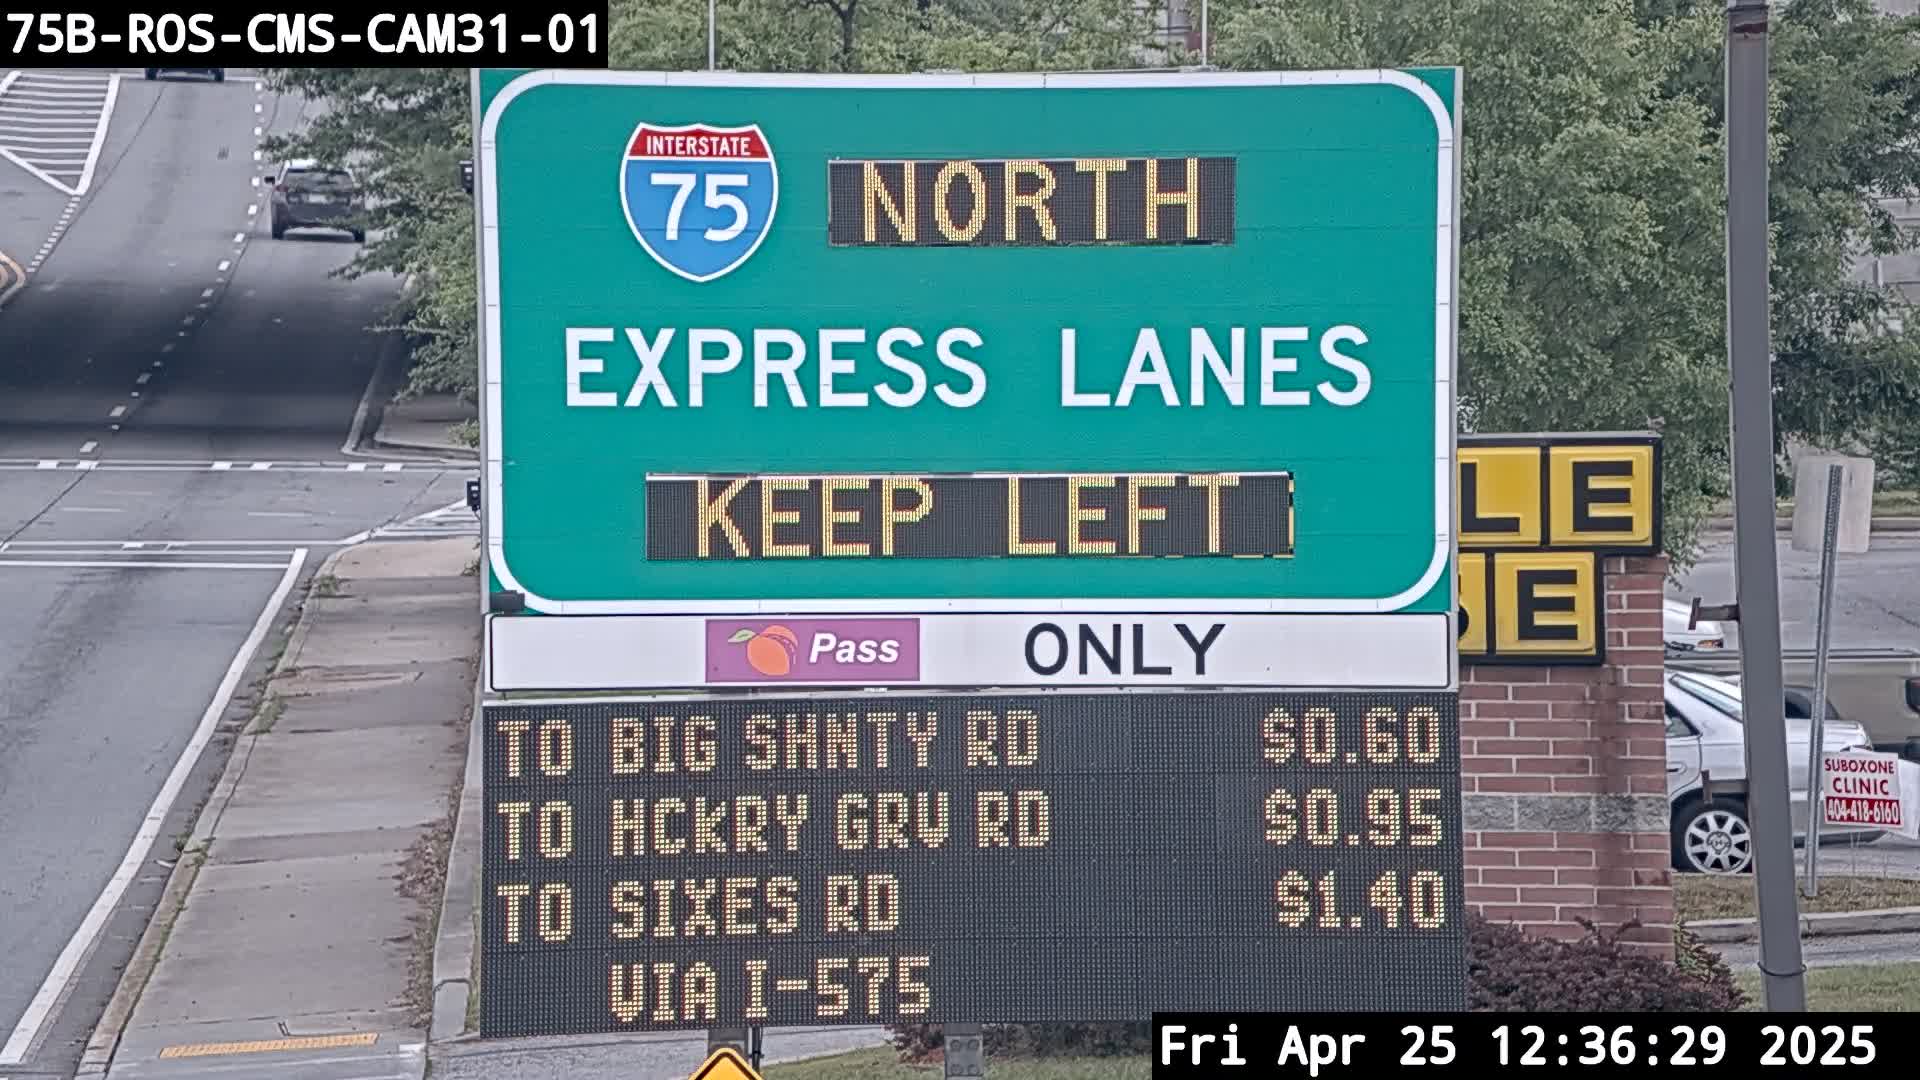 75B-ROS-CMS-CAM31-01
INTERSTATE
75
NORTH
EXPRESS LANES
KEEP LEFT
Pass ONLY
TO BIG SHNTY RD $0.60
TO HCKRY GRV RD $0.95
TO SIXES RD $1.40
VIA I-575
LE
E
SUBOXONE
CLINIC
404-418-6160
Fri Apr 25 12:36:29 2025